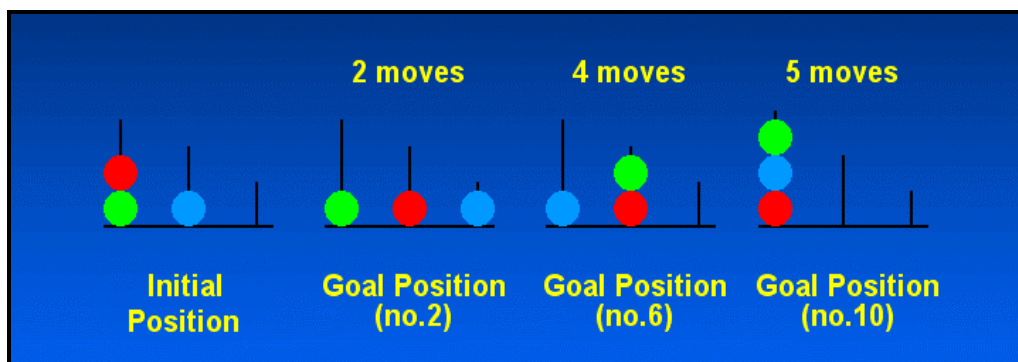 2 moves
4 moves
5 moves
Initial
Position
Goal Position
(no.2)
Goal Position
(no.6)
Goal Position
(no.10)